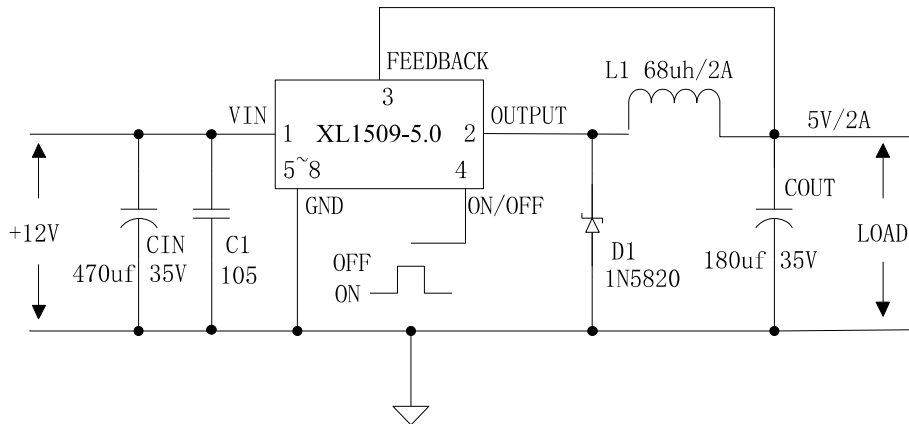 FEEDBACK
L1 68uh/2A
3
VIN
OUTPUT
5V/2A
1 XL1509-5.0 2
5~8
4
GND
ON/OFF
COUT
+12V
CIN
C1
OFF
D1
LOAD
470uf 35V
105
ON
1N5820
180uf 35V